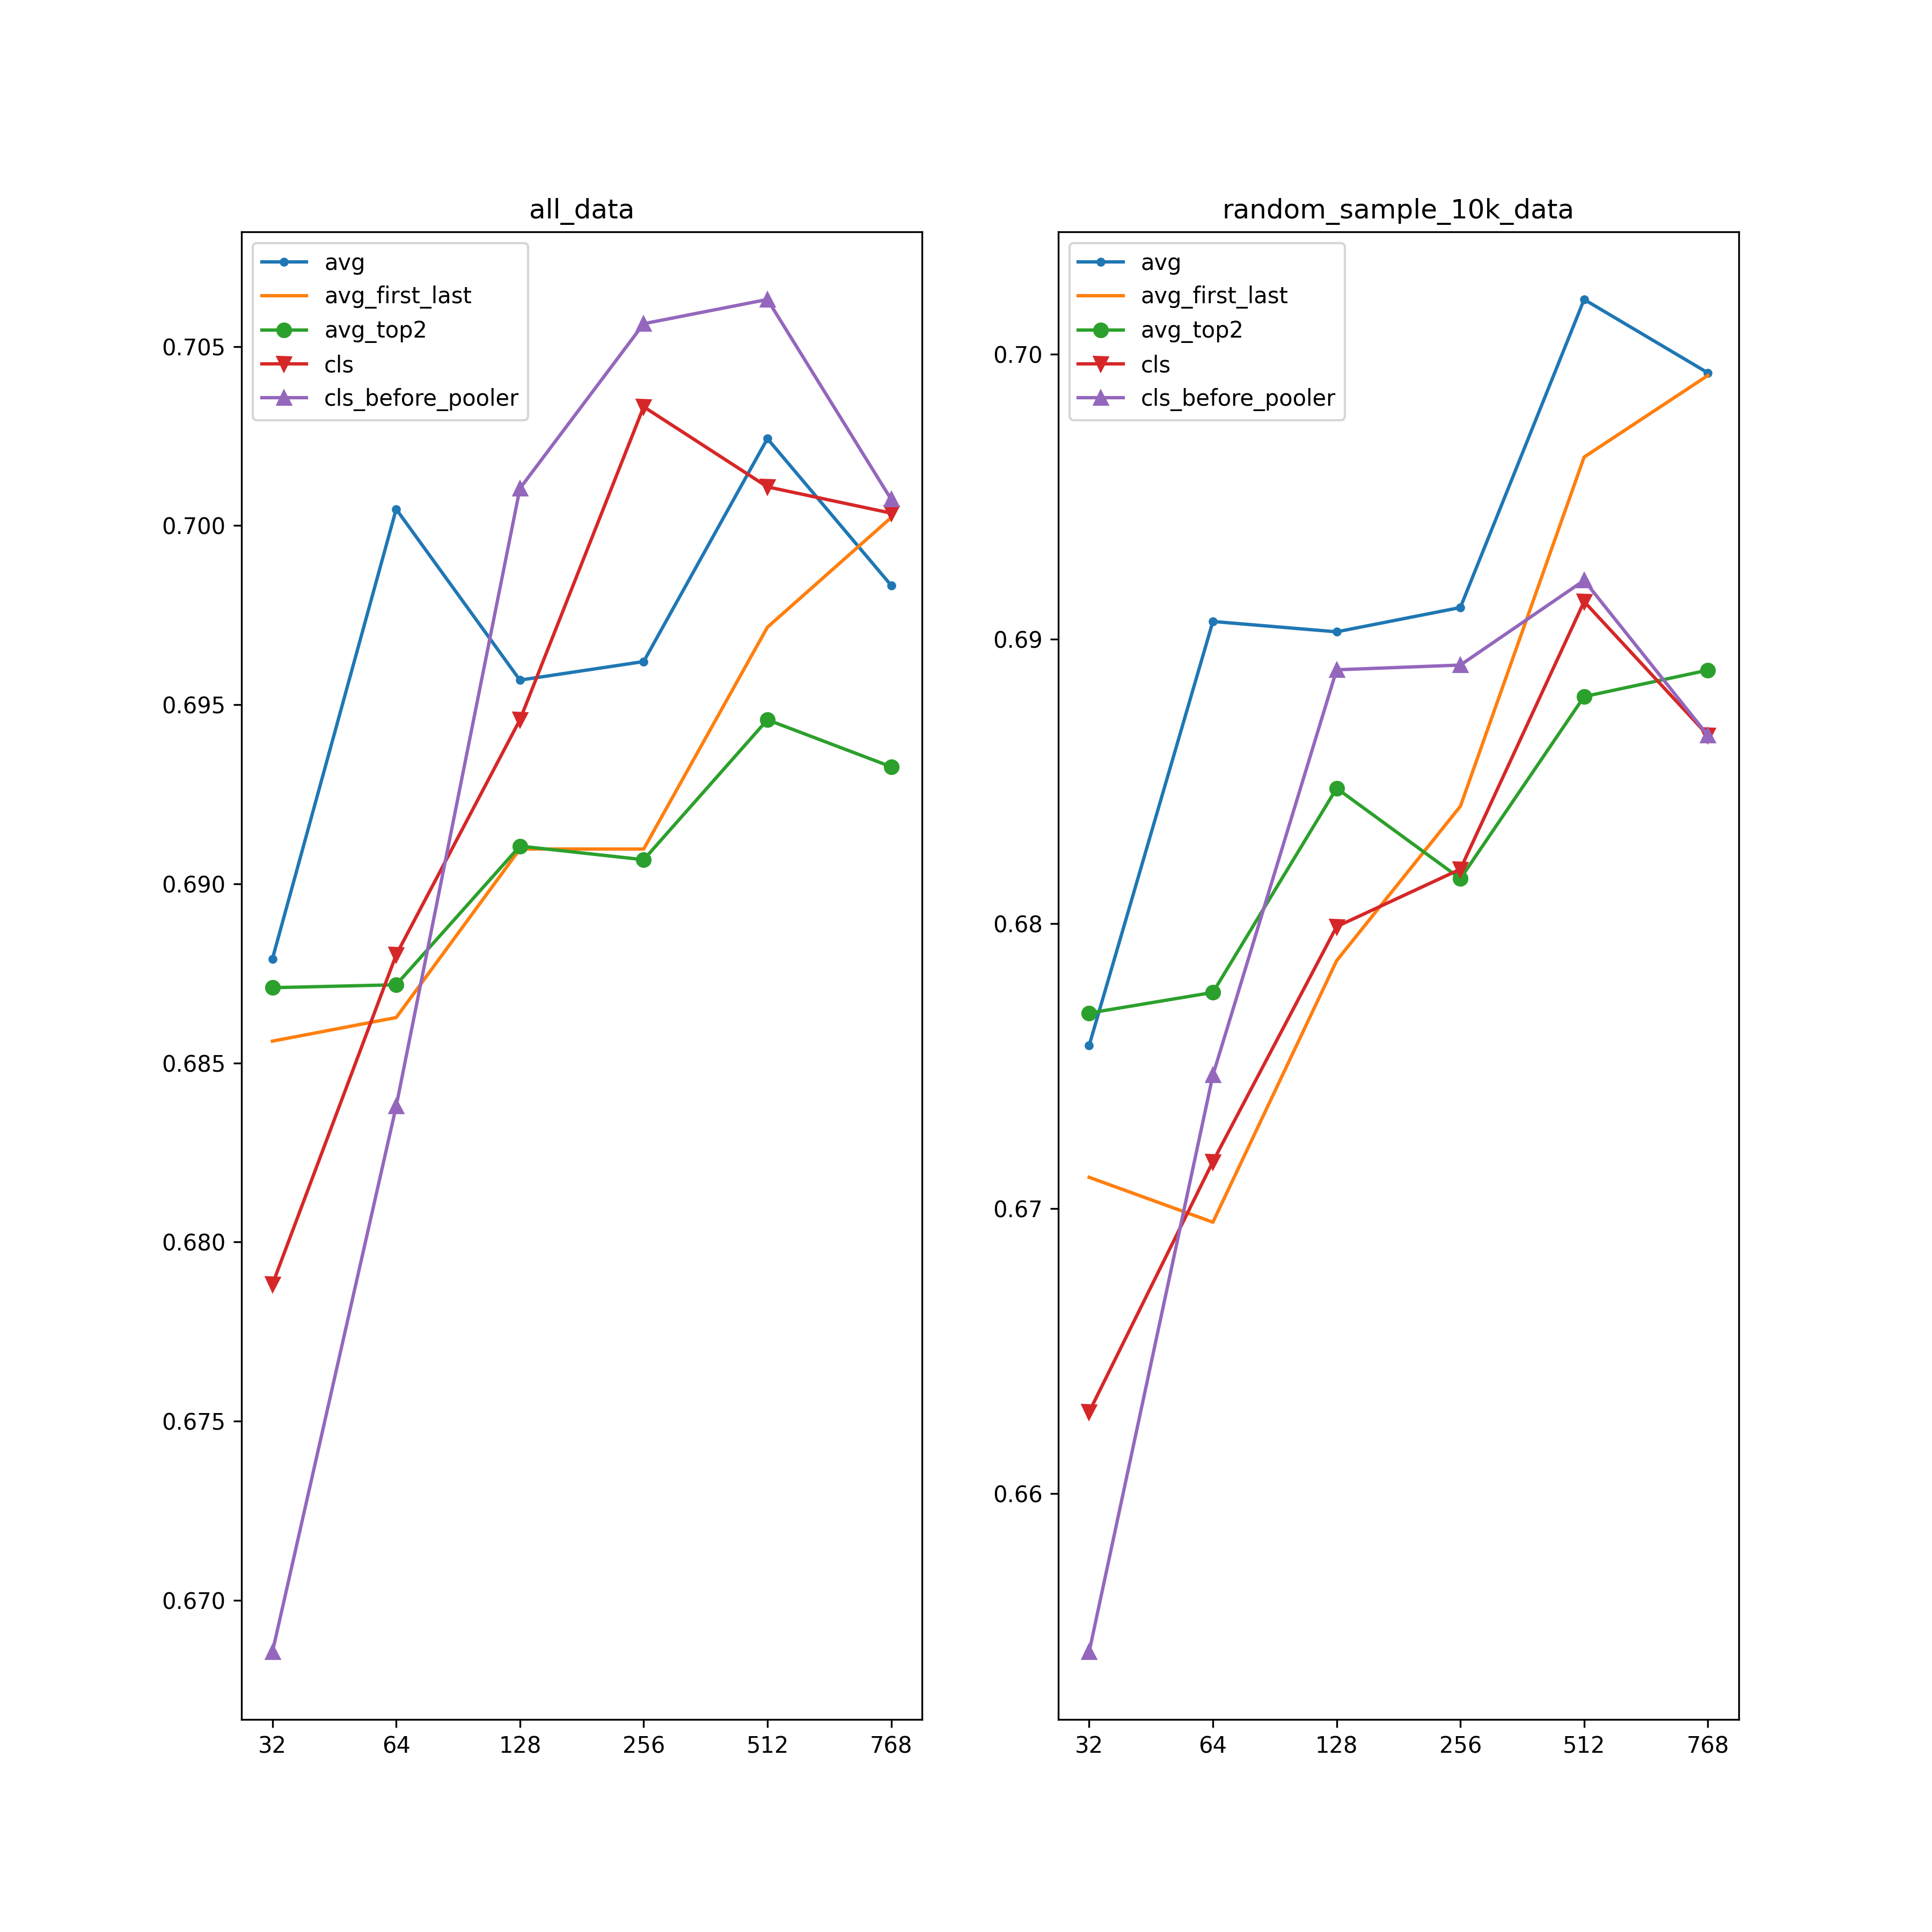 all_data
avg
avg_first_last
avg_top2
cls
cls_before_pooler
0.705
0.700
0.695
0.690
0.685
0.680
0.675
0.670
32 64 128 256 512 768
random_sample_10k_data
avg
avg_first_last
avg_top2
cls
cls_before_pooler
0.70
0.69
0.68
0.67
0.66
32 64 128 256 512 768